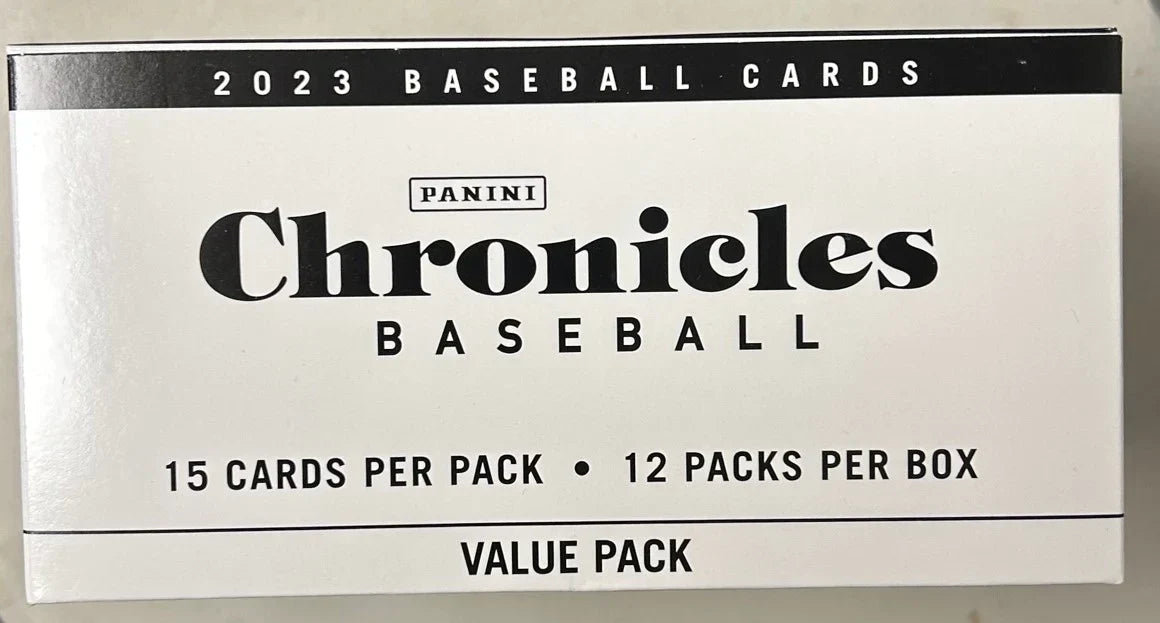 2023 BASEBALL CARDS
PANINI
Chronicles
BASEBALL
15 CARDS PER PACK • 12 PACKS PER BOX
VALUE PACK